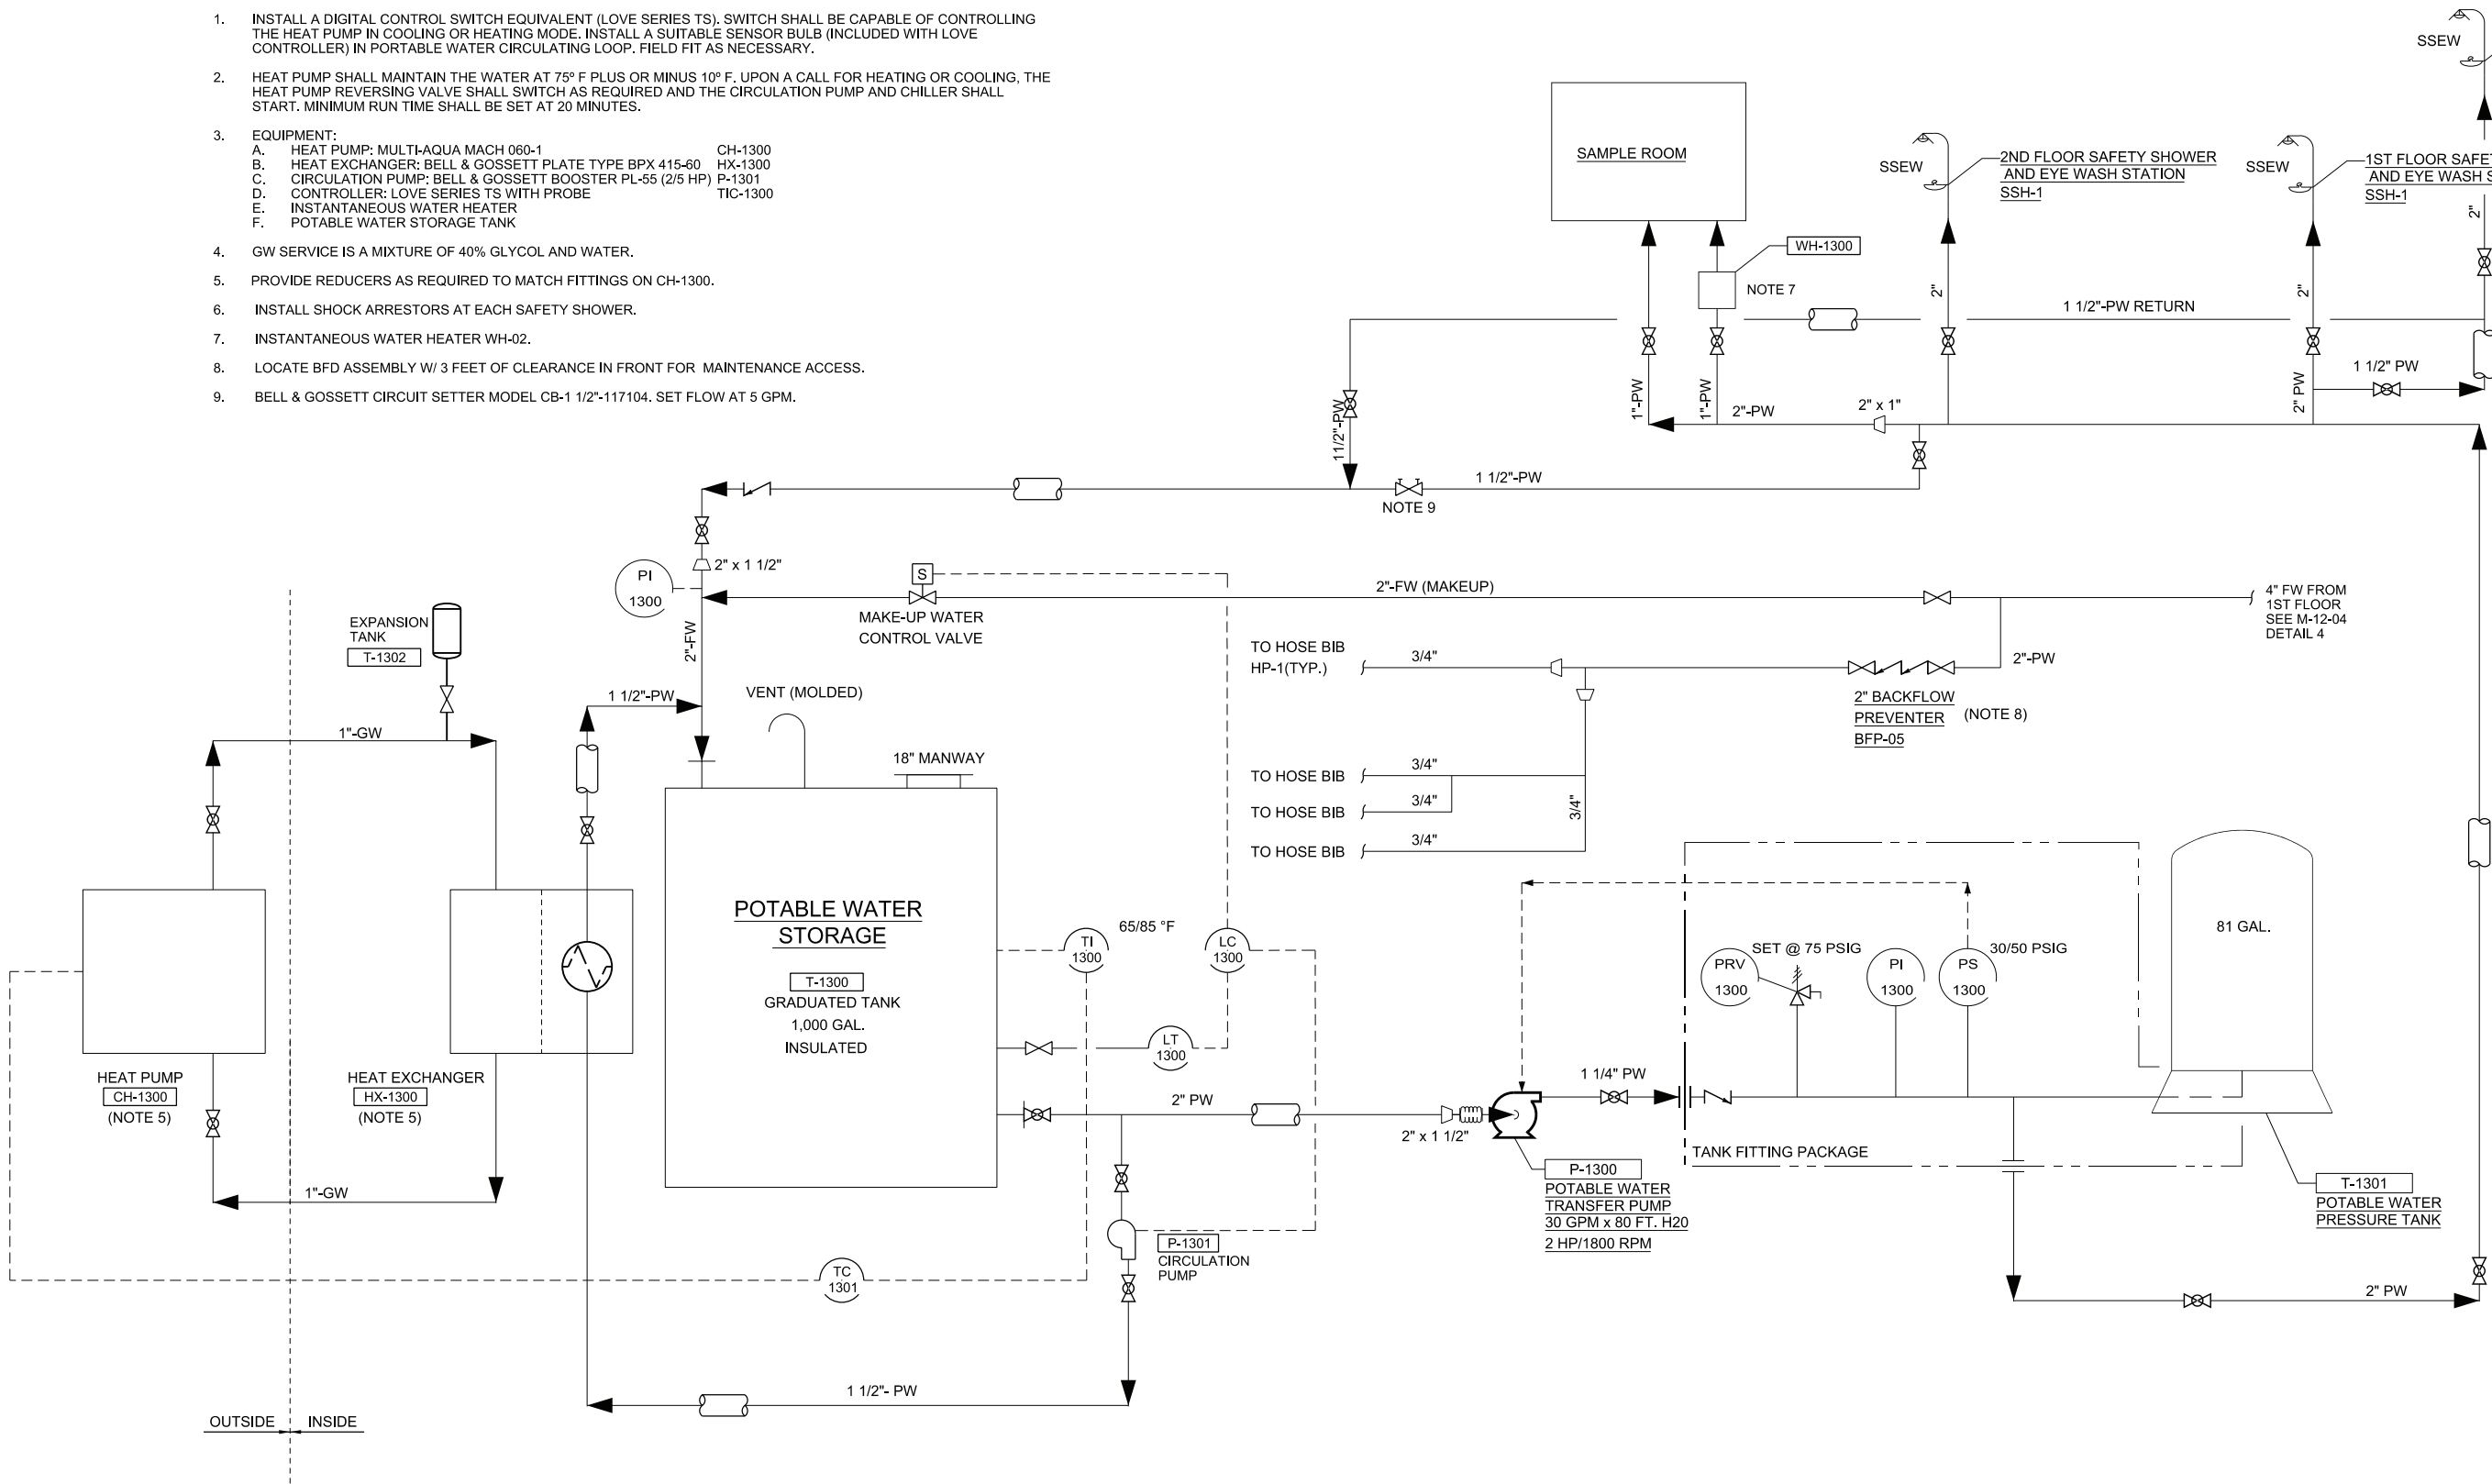 1. INSTALL A DIGITAL CONTROL SWITCH EQUIVALENT (LOVE SERIES TS). SWITCH SHALL BE CAPABLE OF CONTROLLING
THE HEAT PUMP IN COOLING OR HEATING MODE. INSTALL A SUITABLE SENSOR BULB (INCLUDED WITH LOVE
CONTROLLER) IN PORTABLE WATER CIRCULATING LOOP. FIELD FIT AS NECESSARY.
2. HEAT PUMP SHALL MAINTAIN THE WATER AT 75º F PLUS OR MINUS 10º F. UPON A CALL FOR HEATING OR COOLING, THE
HEAT PUMP REVERSING VALVE SHALL SWITCH AS REQUIRED AND THE CIRCULATION PUMP AND CHILLER SHALL
START. MINIMUM RUN TIME SHALL BE SET AT 20 MINUTES.
3. EQUIPMENT:
A. HEAT PUMP: MULTI-AQUA MACH 060-1 CH-1300
B. HEAT EXCHANGER: BELL & GOSSETT PLATE TYPE BPX 415-60 HX-1300
C. CIRCULATION PUMP: BELL & GOSSETT BOOSTER PL-55 (2/5 HP) P-1301
D. CONTROLLER: LOVE SERIES TS WITH PROBE TIC-1300
E. INSTANTANEOUS WATER HEATER
F. POTABLE WATER STORAGE TANK
4. GW SERVICE IS A MIXTURE OF 40% GLYCOL AND WATER.
5. PROVIDE REDUCERS AS REQUIRED TO MATCH FITTINGS ON CH-1300.
6. INSTALL SHOCK ARRESTORS AT EACH SAFETY SHOWER.
7. INSTANTANEOUS WATER HEATER WH-02.
8. LOCATE BFD ASSEMBLY W/ 3 FEET OF CLEARANCE IN FRONT FOR MAINTENANCE ACCESS.
9. BELL & GOSSETT CIRCUIT SETTER MODEL CB-1 1/2"-117104. SET FLOW AT 5 GPM.
SSEW
SAMPLE ROOM
SSEW
2ND FLOOR SAFETY SHOWER
AND EYE WASH STATION
SSH-1
SSEW
1ST FLOOR SAFE
AND EYE WASH S
SSH-1
2"
WH-1300
NOTE 7
2"
2"
1 1/2"-PW RETURN
1 1/2" PW
1"-PW
1"-PW
2"-PW
2" x 1"
2" PW
11/2"-PW
1 1/2"-PW
NOTE 9
2" x 1 1/2"
PI
1300
S
2"-FW (MAKEUP)
4" FW FROM
1ST FLOOR
SEE M-12-04
DETAIL 4
MAKE-UP WATER
CONTROL VALVE
2"-FW
EXPANSION
TANK
T-1302
TO HOSE BIB
HP-1(TYP.)
3/4"
2"-PW
2" BACKFLOW
PREVENTER
BFP-05
(NOTE 8)
1 1/2"-PW
VENT (MOLDED)
1"-GW
18" MANWAY
TO HOSE BIB
3/4"
TO HOSE BIB
3/4"
3/4"
TO HOSE BIB
3/4"
POTABLE WATER
STORAGE
T-1300
GRADUATED TANK
1,000 GAL.
INSULATED
TI
1300
65/85 °F
LC
1300
LT
1300
81 GAL.
PRV
1300
SET @ 75 PSIG
PI
1300
PS
1300
30/50 PSIG
HEAT PUMP
CH-1300
(NOTE 5)
HEAT EXCHANGER
HX-1300
(NOTE 5)
1 1/4" PW
2" PW
2" x 1 1/2"
TANK FITTING PACKAGE
P-1300
POTABLE WATER
TRANSFER PUMP
30 GPM x 80 FT. H20
2 HP/1800 RPM
T-1301
POTABLE WATER
PRESSURE TANK
1"-GW
P-1301
CIRCULATION
PUMP
TC
1301
2" PW
1 1/2"- PW
OUTSIDE
INSIDE